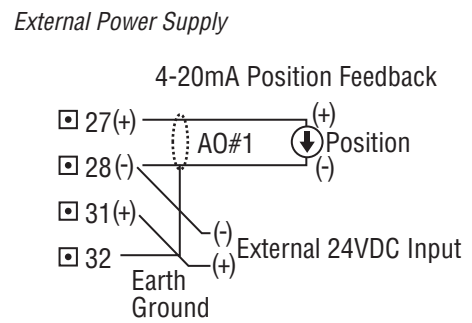 External Power Supply
4-20mA Position Feedback
27(+)
(+)
AO#1
Position
28(-)
(-)
31(+)
(-)
External 24VDC Input
32
(+)
Earth
Ground